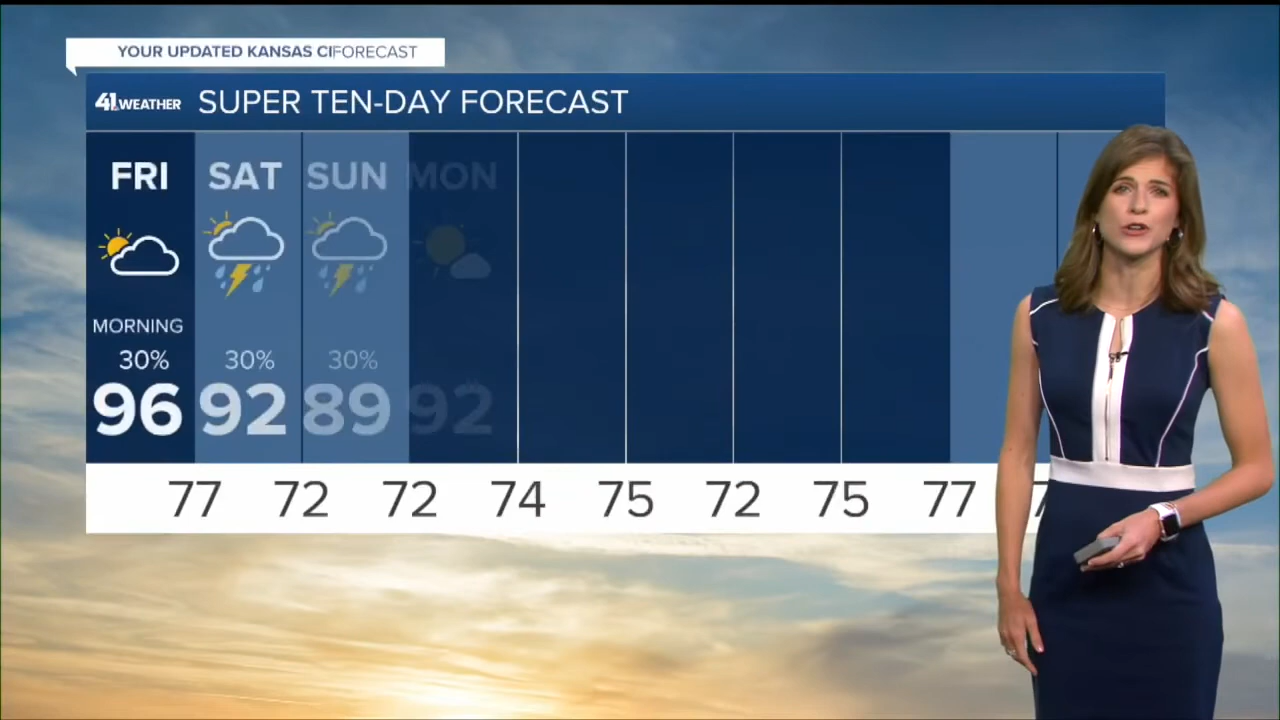 YOUR UPDATED KANSAS CIFORECAST
41 WEATHER SUPER TEN-DAY FORECAST
FRI SAT SUN MON
MORNING
30% 30% 30%
96 92 89 92
77 72 72 74 75 72 75 77